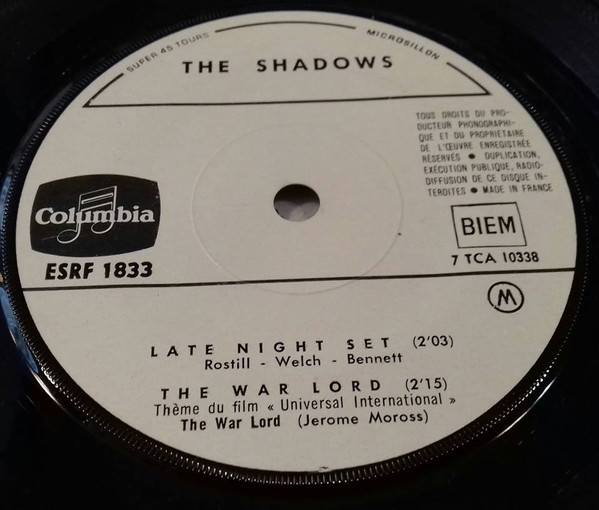 SUPER 45 TOURS
MICROSILLON
THE SHADOWS
TOUS DROITS DU PRO-
DUCTEUR PHONOGRAPHI-
QUE ET DU PROPRIETAIRE
DE L'ŒUVRE ENREGISTRÉE
RÉSERVÉS ● DUPLICATION,
EXÉCUTION PUBLIQUE, RADIO-
DIFFUSION DE CE DISQUE IN-
TERDITES ● MADE IN FRANCE
Columbia
ESRF 1833
BIEM
7 TCA 10338
M
LATE NIGHT SET (2'03)
Rostill - Welch - Bennett
THE WAR LORD (2'15)
Thème du film « Universal International »
The War Lord (Jerome Moross)